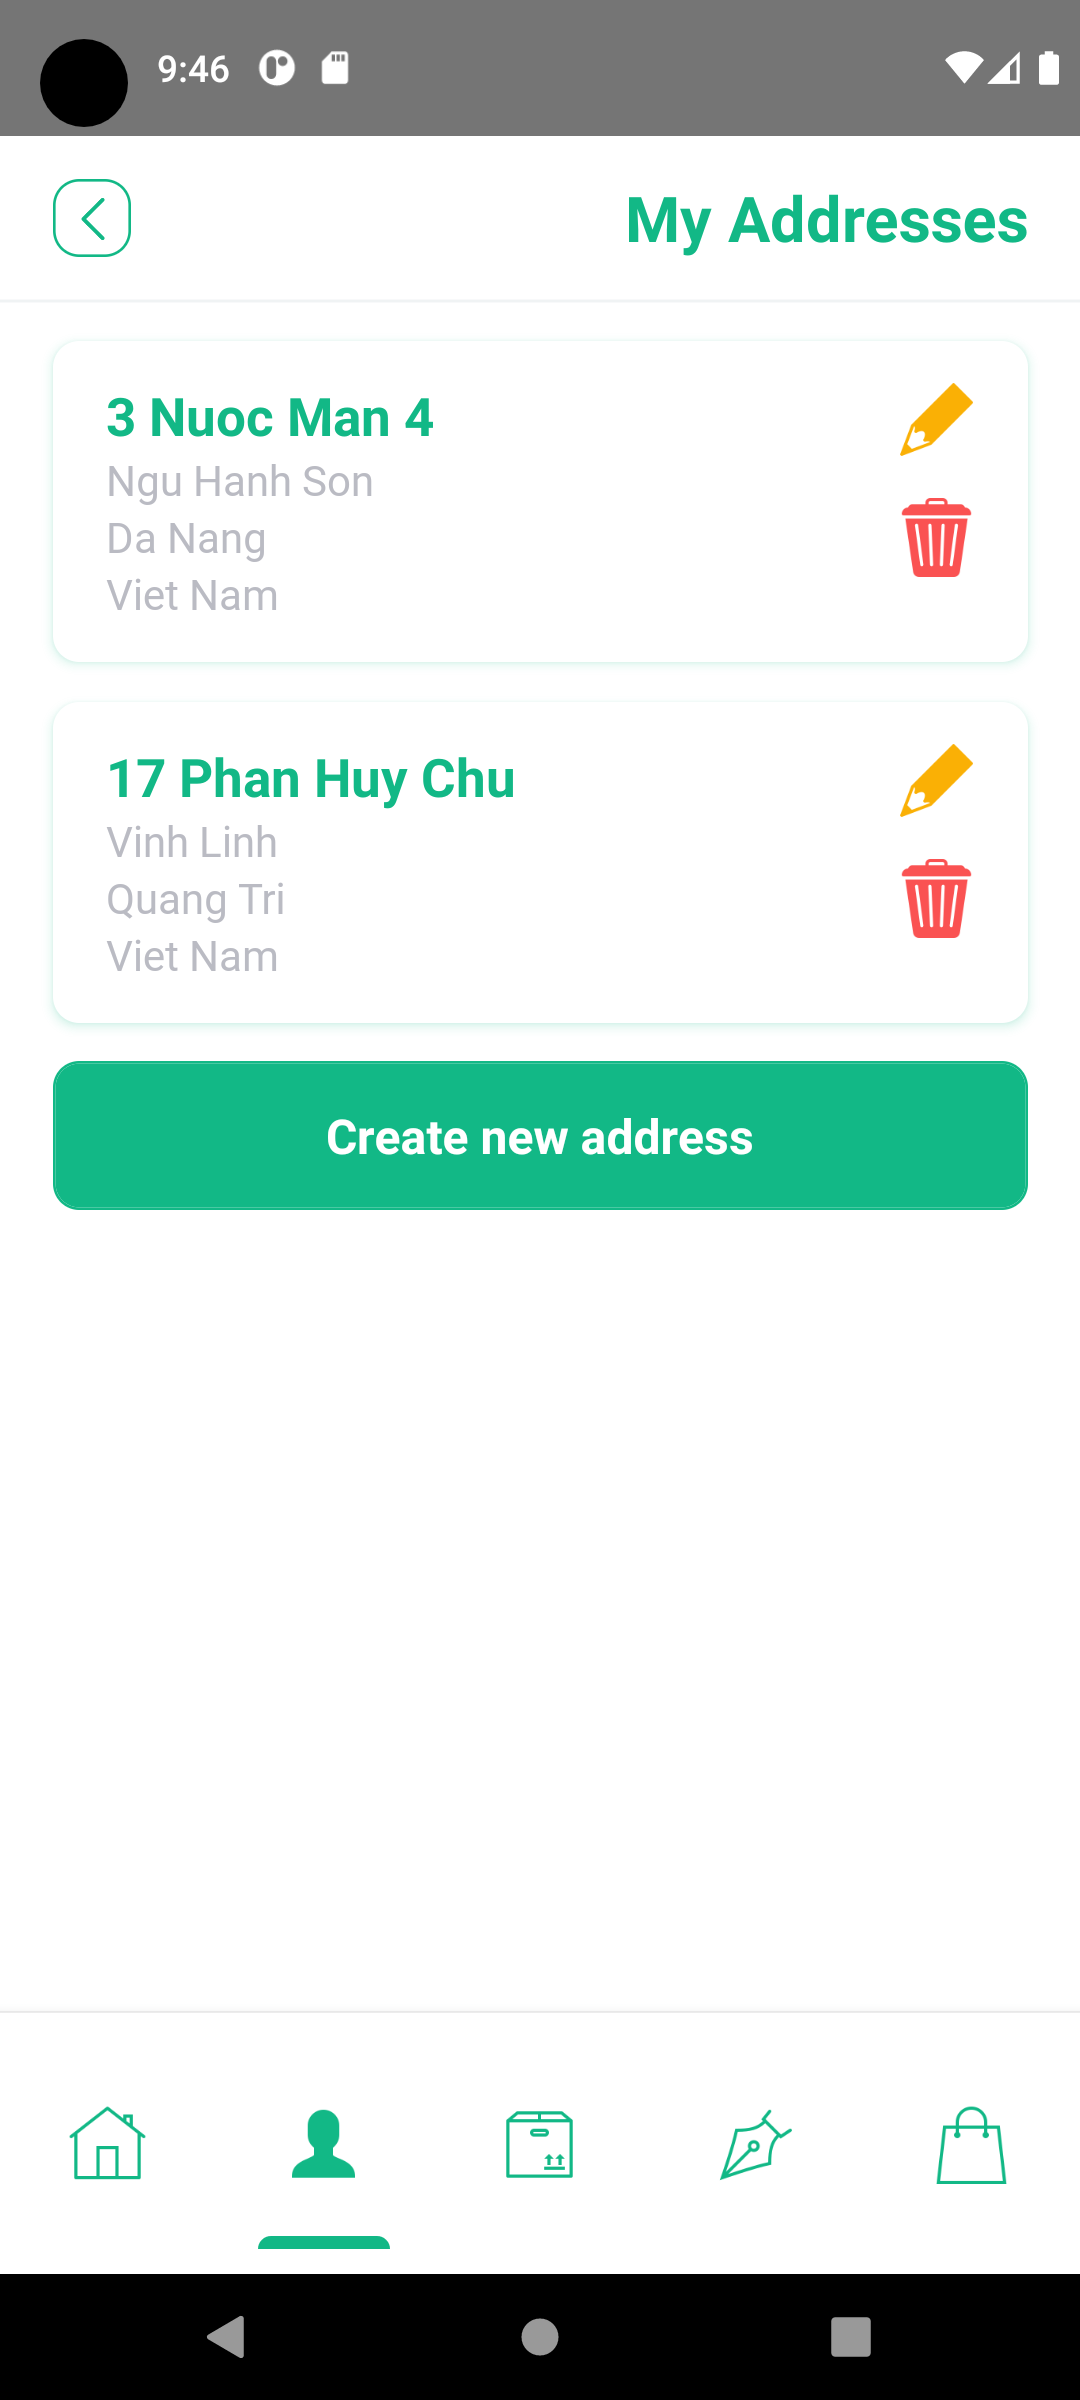 9:46
My Addresses
3 Nuoc Man 4
Ngu Hanh Son
Da Nang
Viet Nam
17 Phan Huy Chu
Vinh Linh
Quang Tri
Viet Nam
Create new address